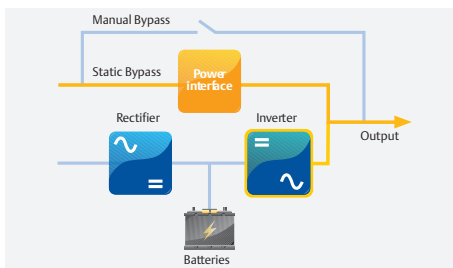 Manual Bypass
Static Bypass
Power
interface
Rectifier
Inverter
Output
Batteries